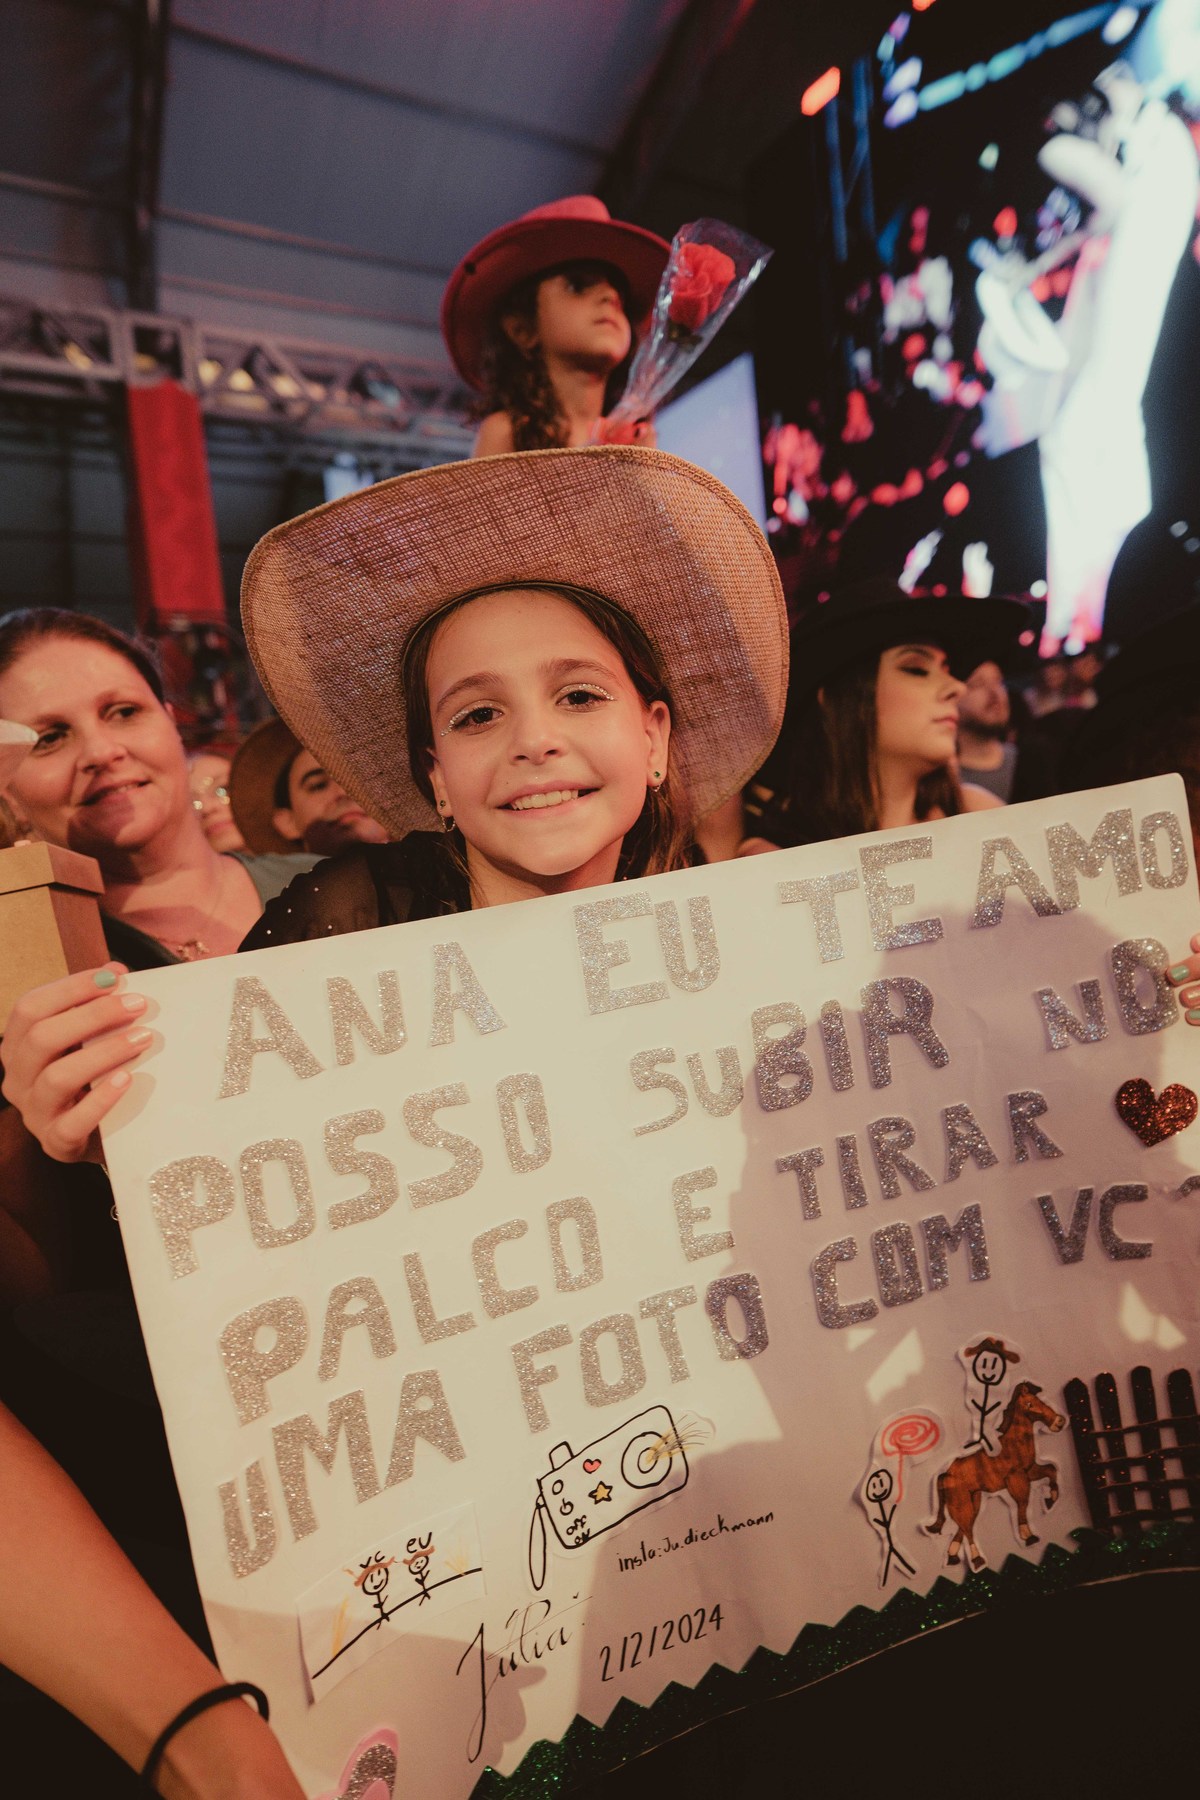 ANA EU TE AMO
POSSO SUBIR NO
PALCO E TIRAR
UMA FOTO COM VC?
vc eu
off
on
insta: Ju.dieckmann
Júlia
2/2/2024